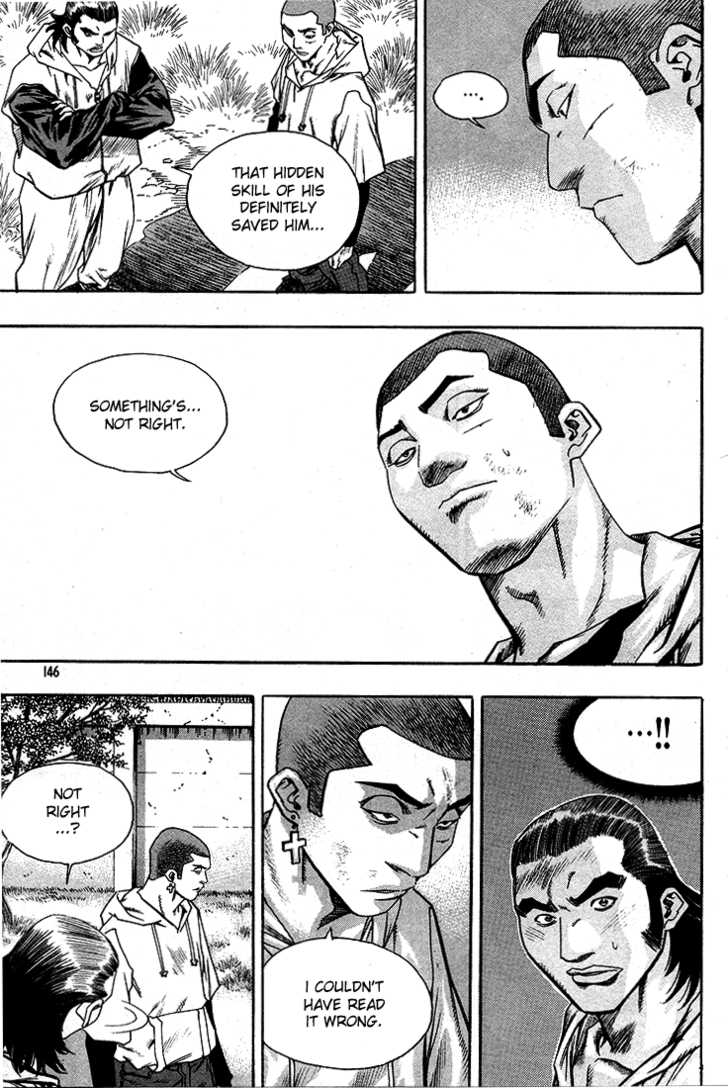 THAT HIDDEN
SKILL OF HIS
DEFINITELY
SAVED HIM...
....
SOMETHING'S...
NOT RIGHT.
146
NOT
RIGHT
...?
I COULDN'T
HAVE READ
IT WRONG.
...!!